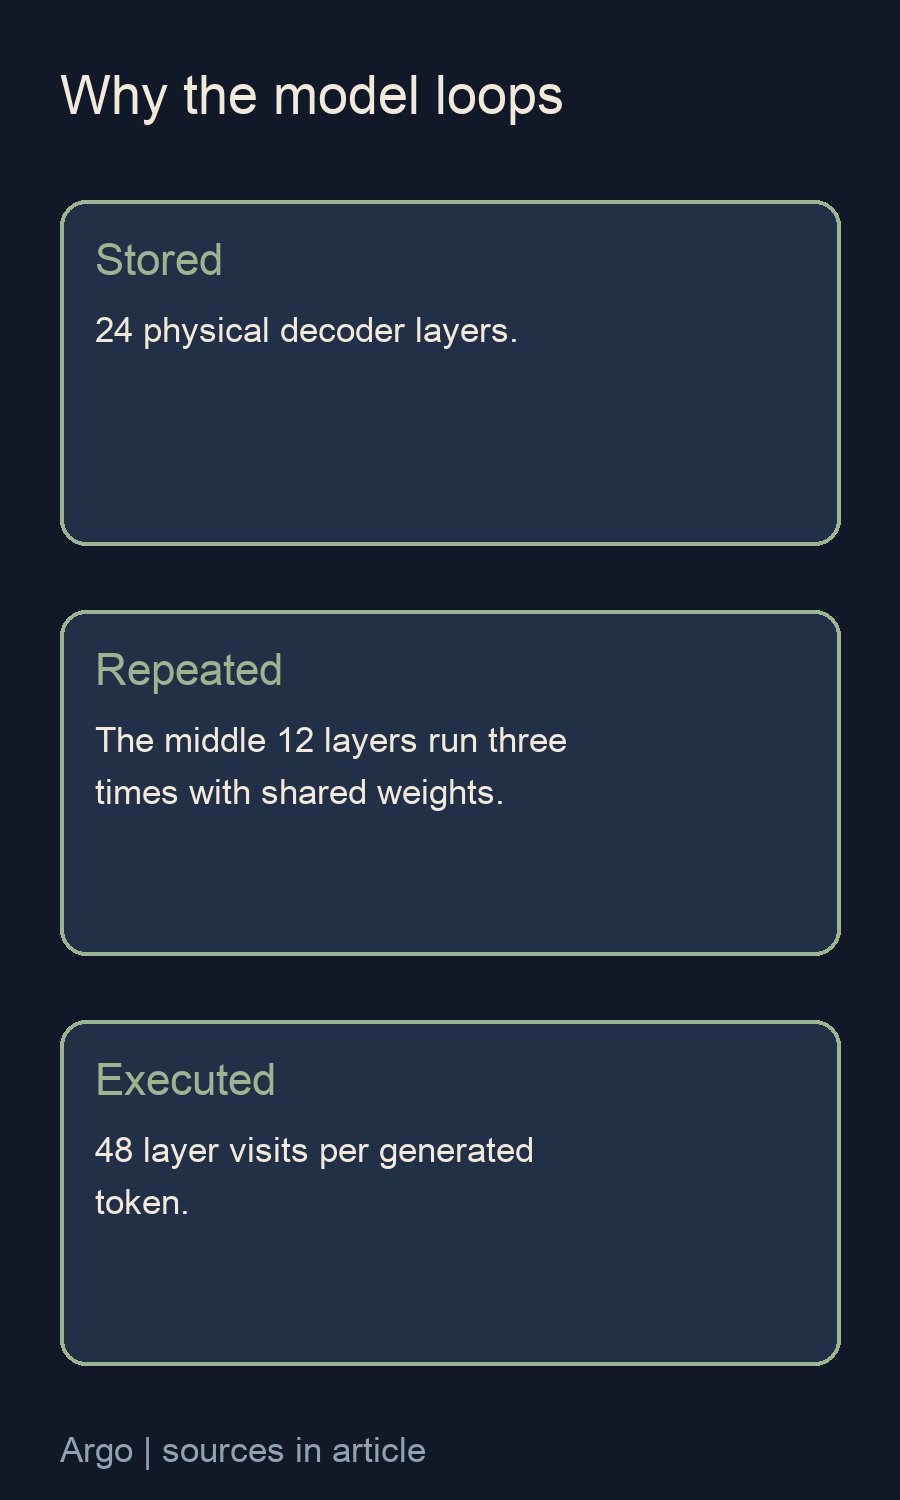 Why the model loops
Stored
24 physical decoder layers.
Repeated
The middle 12 layers run three
times with shared weights.
Executed
48 layer visits per generated
token.
Argo | sources in article